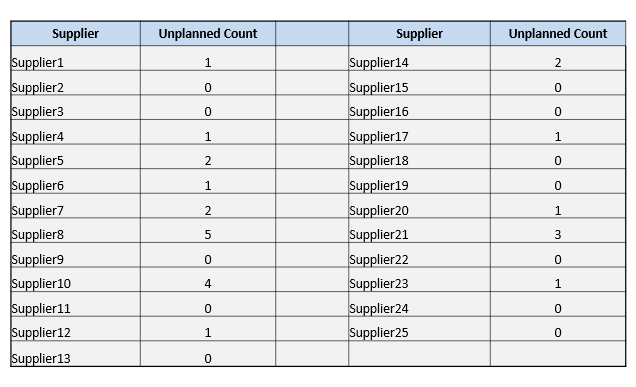 Supplier Unplanned Count Supplier Unplanned Count
Supplier1 1 Supplier14 2
Supplier2 0 Supplier15 0
Supplier3 0 Supplier16 0
Supplier4 1 Supplier17 1
Supplier5 2 Supplier18 0
Supplier6 1 Supplier19 0
Supplier7 2 Supplier20 1
Supplier8 5 Supplier21 3
Supplier9 0 Supplier22 0
Supplier10 4 Supplier23 1
Supplier11 0 Supplier24 0
Supplier12 1 Supplier25 0
Supplier13 0